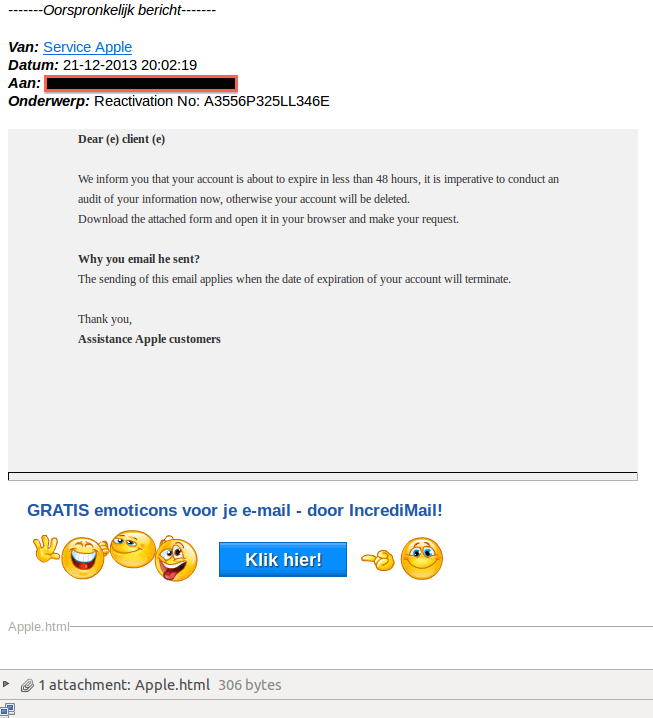 -------Oorspronkelijk bericht-------
Van: Service Apple
Datum: 21-12-2013 20:02:19
Aan:
Onderwerp: Reactivation No: A3556P325LL346E
Dear (e) client (e)
We inform you that your account is about to expire in less than 48 hours, it is imperative to conduct an
audit of your information now, otherwise your account will be deleted.
Download the attached form and open it in your browser and make your request.
Why you email he sent?
The sending of this email applies when the date of expiration of your account will terminate.
Thank you,
Assistance Apple customers
GRATIS emoticons voor je e-mail - door IncrediMail!
Klik hier!
Apple.html
1 attachment: Apple.html 306 bytes